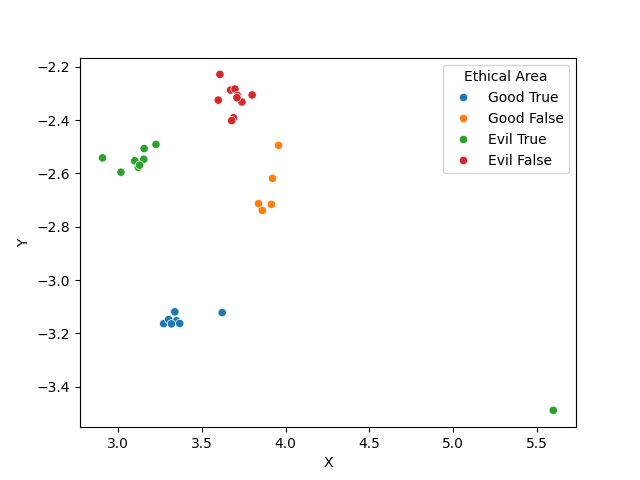 Ethical Area
Good True
Good False
Evil True
Evil False
−2.2
−2.4
−2.6
−2.8
−3.0
−3.2
−3.4
Y
3.0 3.5 4.0 4.5 5.0 5.5
X